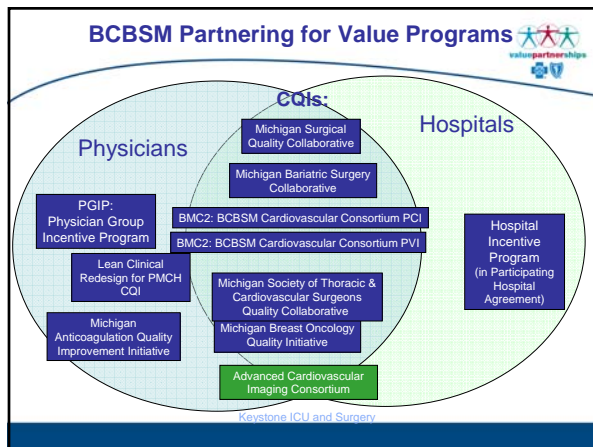 BCBSM Partnering for Value Programs
valuepartnerships
CQIs:
Physicians
Hospitals
Michigan Surgical
Quality Collaborative
Michigan Bariatric Surgery
Collaborative
PGIP:
Physician Group
Incentive Program
BMC2: BCBSM Cardiovascular Consortium PCI
BMC2: BCBSM Cardiovascular Consortium PVI
Hospital
Incentive
Program
(in Participating
Hospital
Agreement)
Lean Clinical
Redesign for PMCH
CQI
Michigan Society of Thoracic &
Cardiovascular Surgeons
Quality Collaborative
Michigan
Anticoagulation Quality
Improvement Initiative
Michigan Breast Oncology
Quality Initiative
Advanced Cardiovascular
Imaging Consortium
Keystone ICU and Surgery